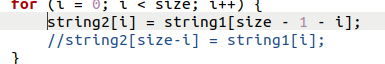 for (i = 0; i < size; i++) {
string2[i] = string1[size - 1 - i];
//string2[size-i] = string1[i];
}